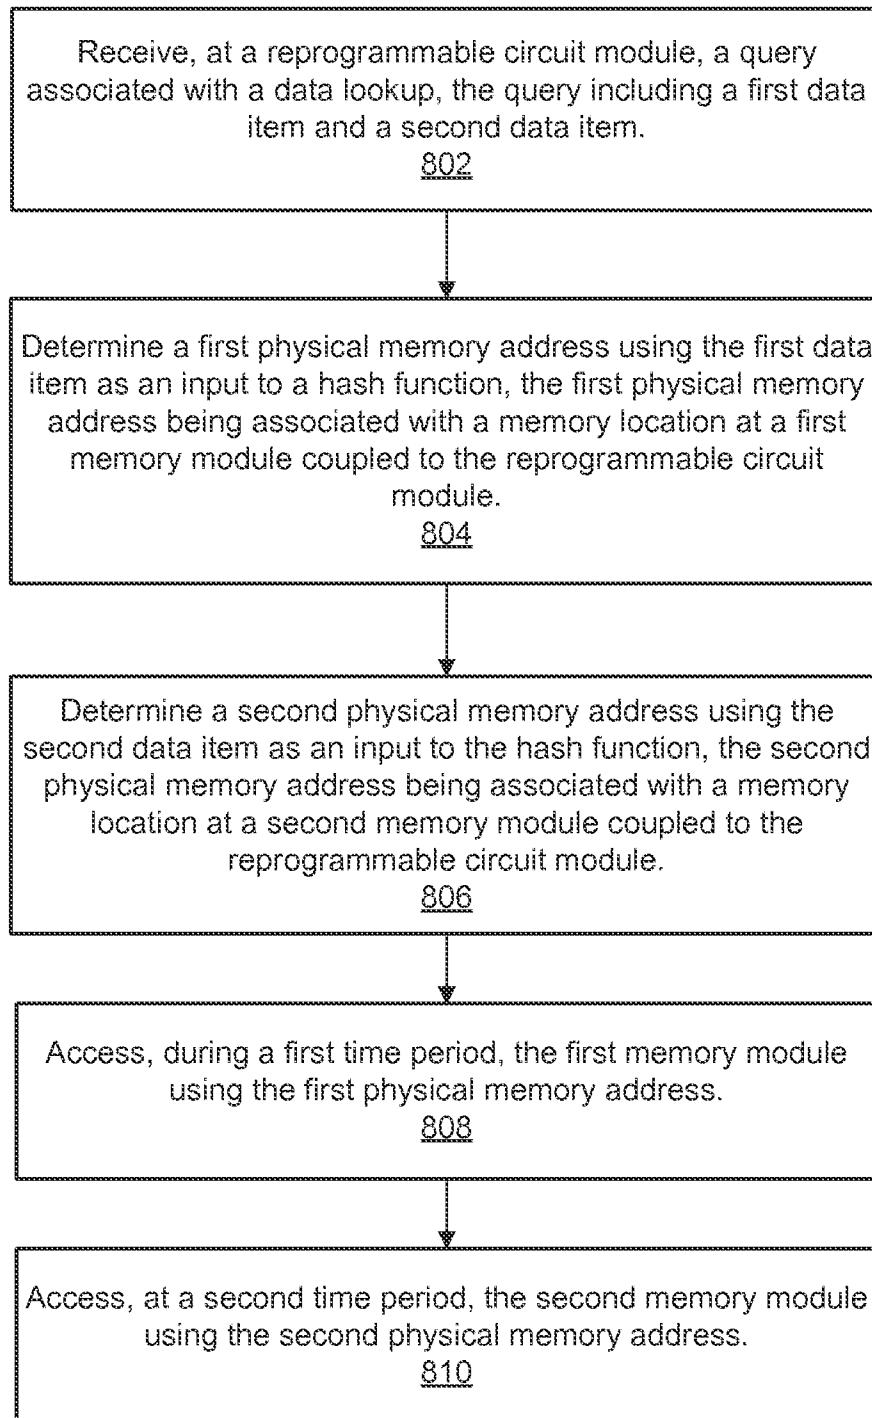 Receive, at a reprogrammable circuit module, a query
associated with a data lookup, the query including a first data
item and a second data item.
802
Determine a first physical memory address using the first data
item as an input to a hash function, the first physical memory
address being associated with a memory location at a first
memory module coupled to the reprogrammable circuit
module.
804
Determine a second physical memory address using the
second data item as an input to the hash function, the second
physical memory address being associated with a memory
location at a second memory module coupled to the
reprogrammable circuit module.
806
Access, during a first time period, the first memory module
using the first physical memory address.
808
Access, at a second time period, the second memory module
using the second physical memory address.
810